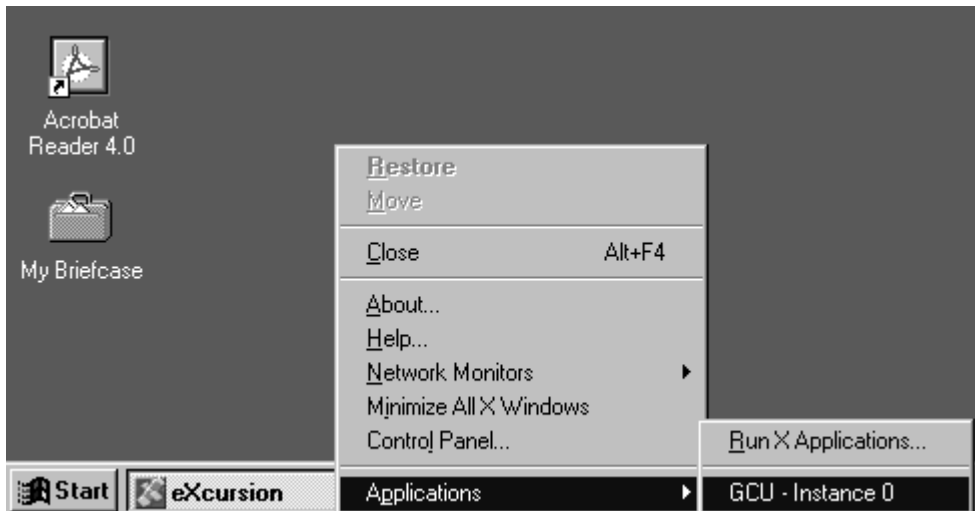 Acrobat
Reader 4.0
My Briefcase
Restore
Move
Close Alt+F4
About...
Help...
Network Monitors
Minimize All X Windows
Control Panel...
Applications
Run X Applications...
GCU - Instance 0
Start
eXcursion